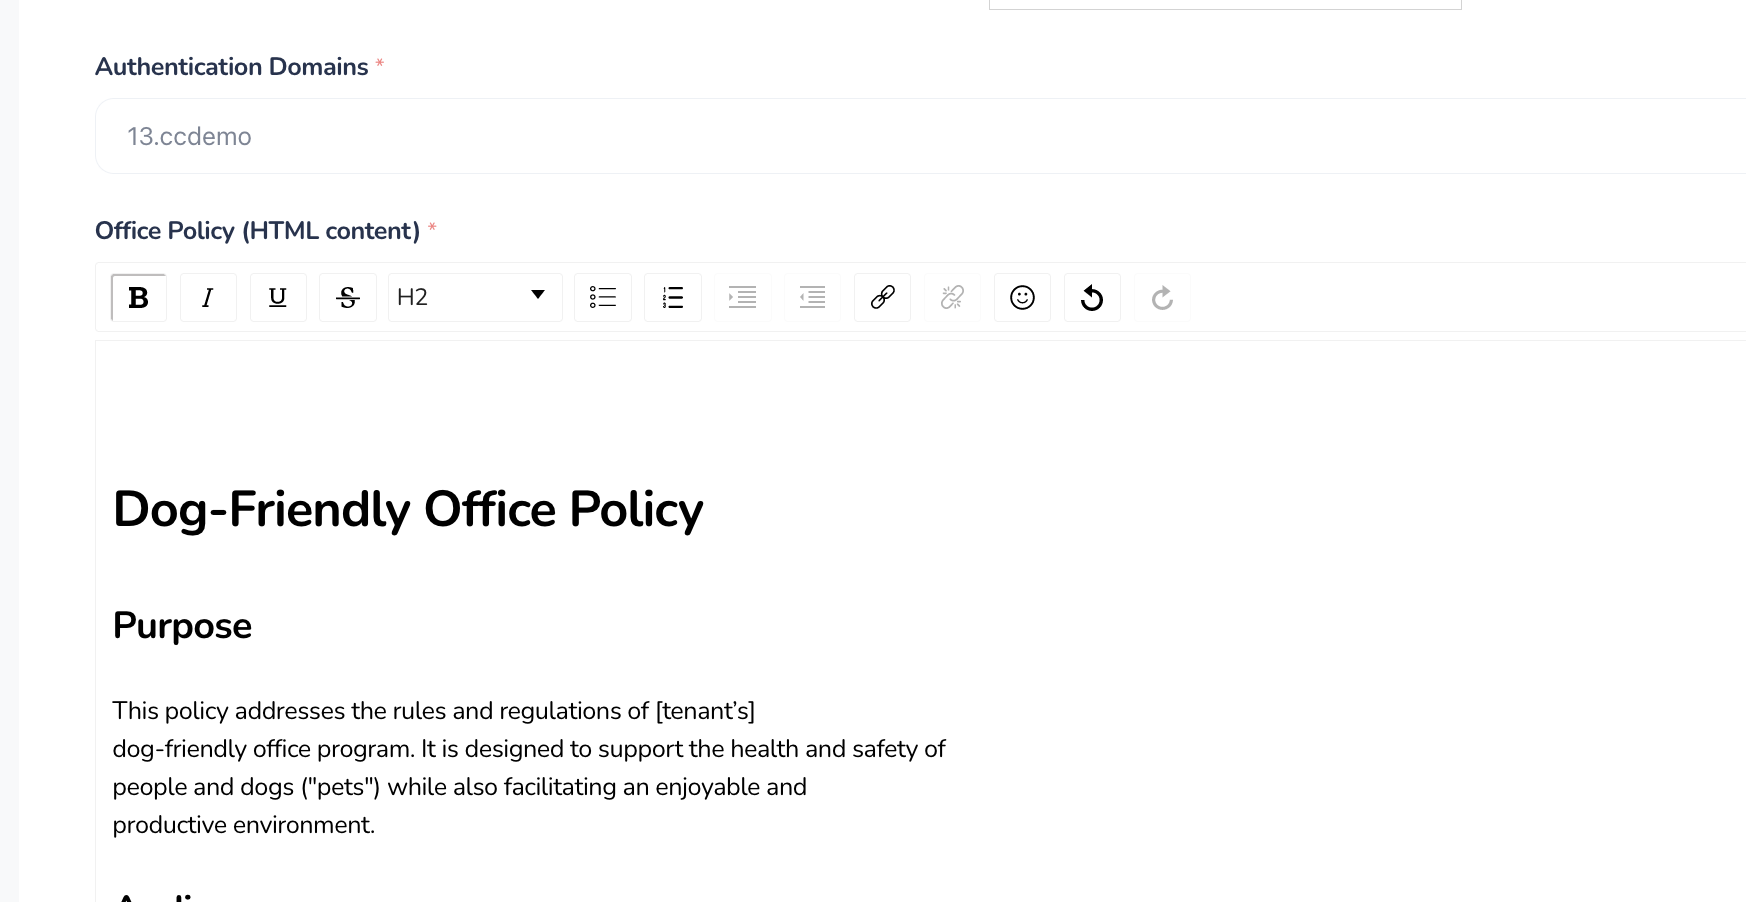 Authentication Domains *
13.ccdemo
Office Policy (HTML content) *
B I U S H2
Dog-Friendly Office Policy
Purpose
This policy addresses the rules and regulations of [tenant’s]
dog-friendly office program. It is designed to support the health and safety of
people and dogs ("pets") while also facilitating an enjoyable and
productive environment.